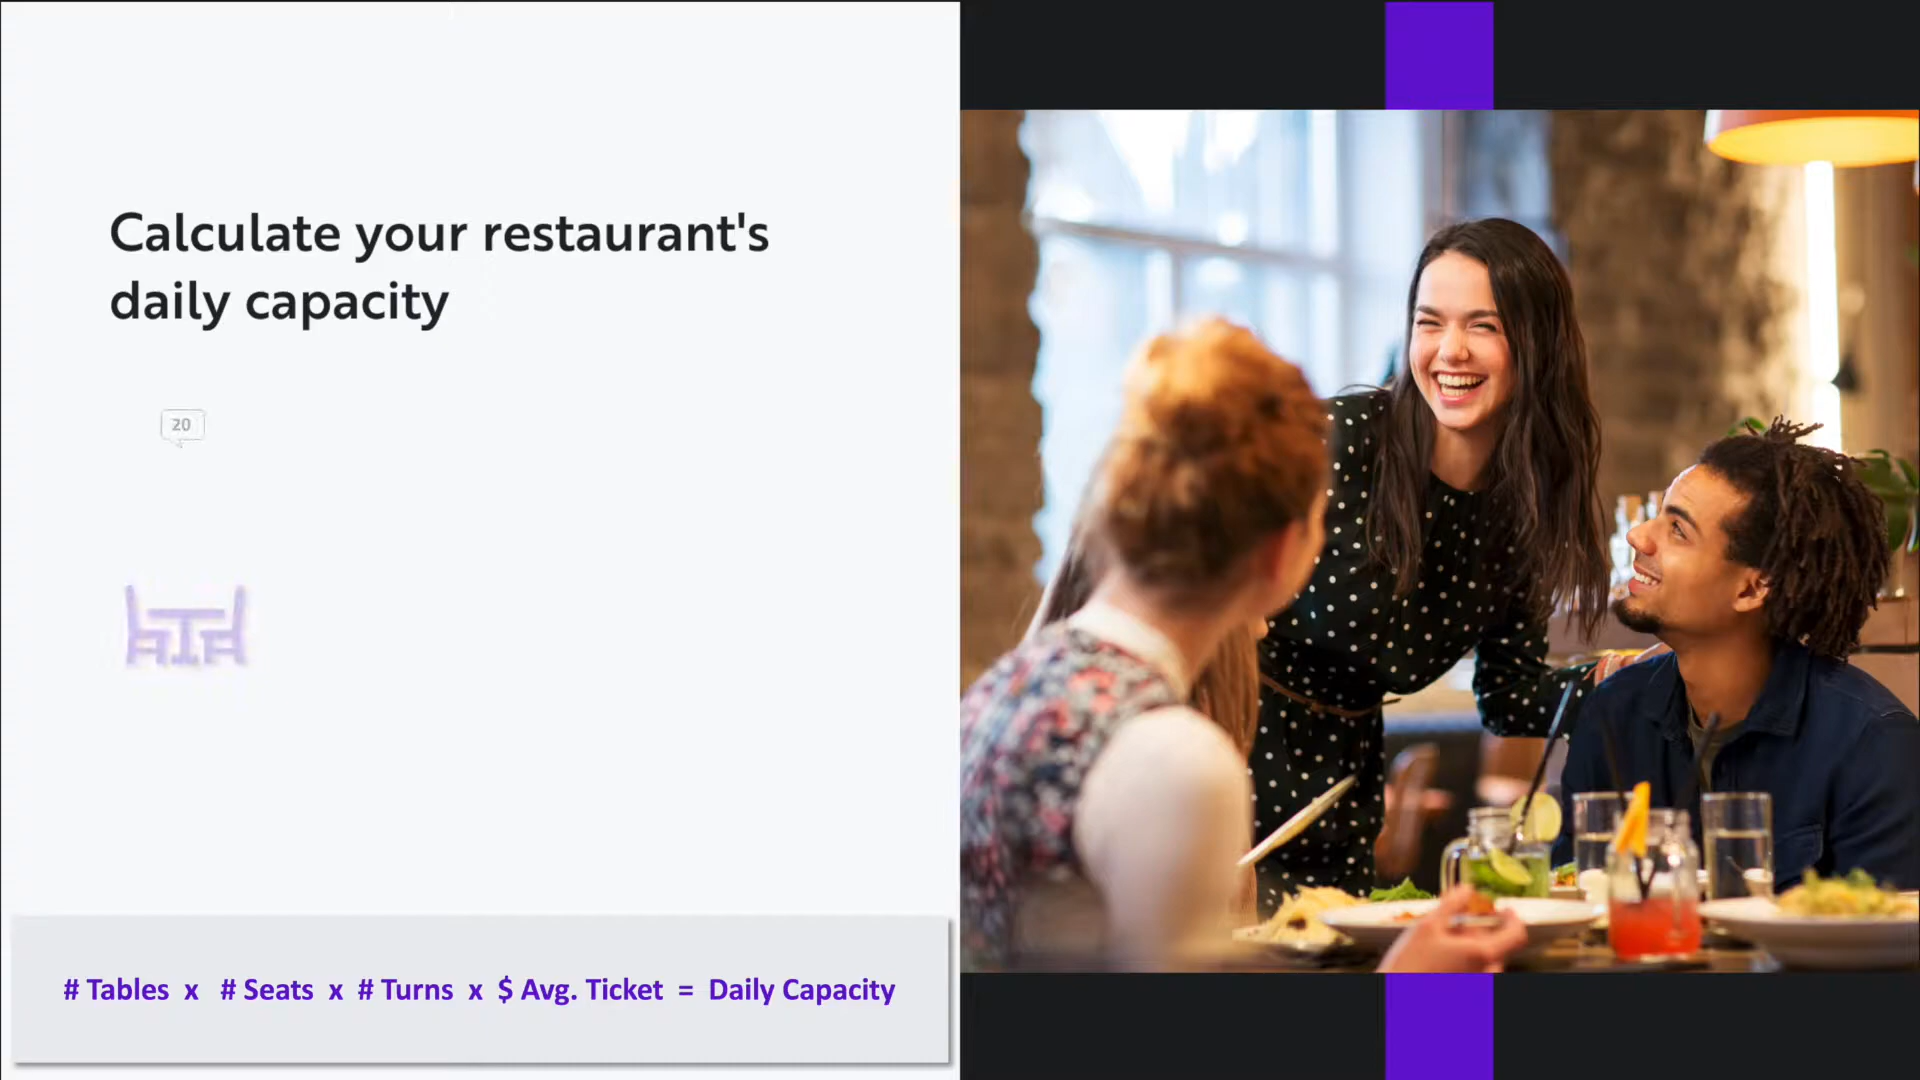 Calculate your restaurant's
daily capacity
20
# Tables x # Seats x # Turns x $ Avg. Ticket = Daily Capacity